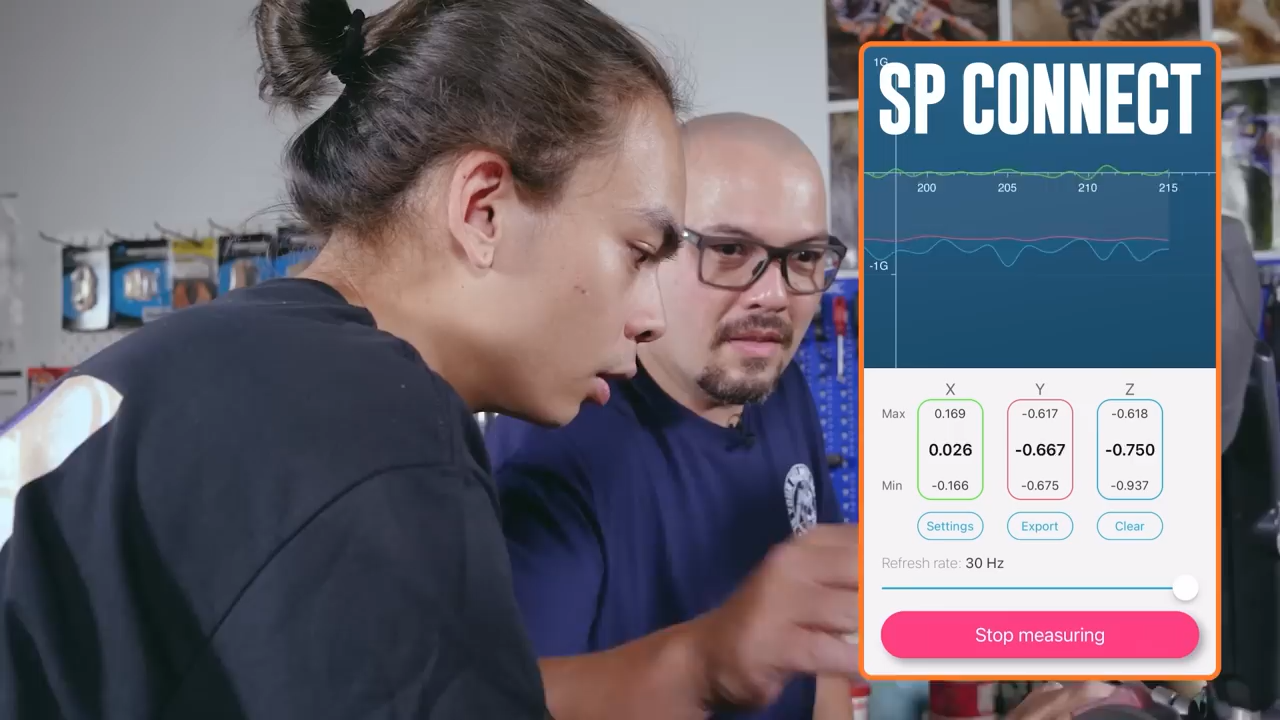 1G
SP CONNECT
200 205 210 215
-1G
X Y Z
Max 0.169 -0.617 -0.618
0.026 -0.667 -0.750
Min -0.166 -0.675 -0.937
Settings Export Clear
Refresh rate: 30 Hz
Stop measuring